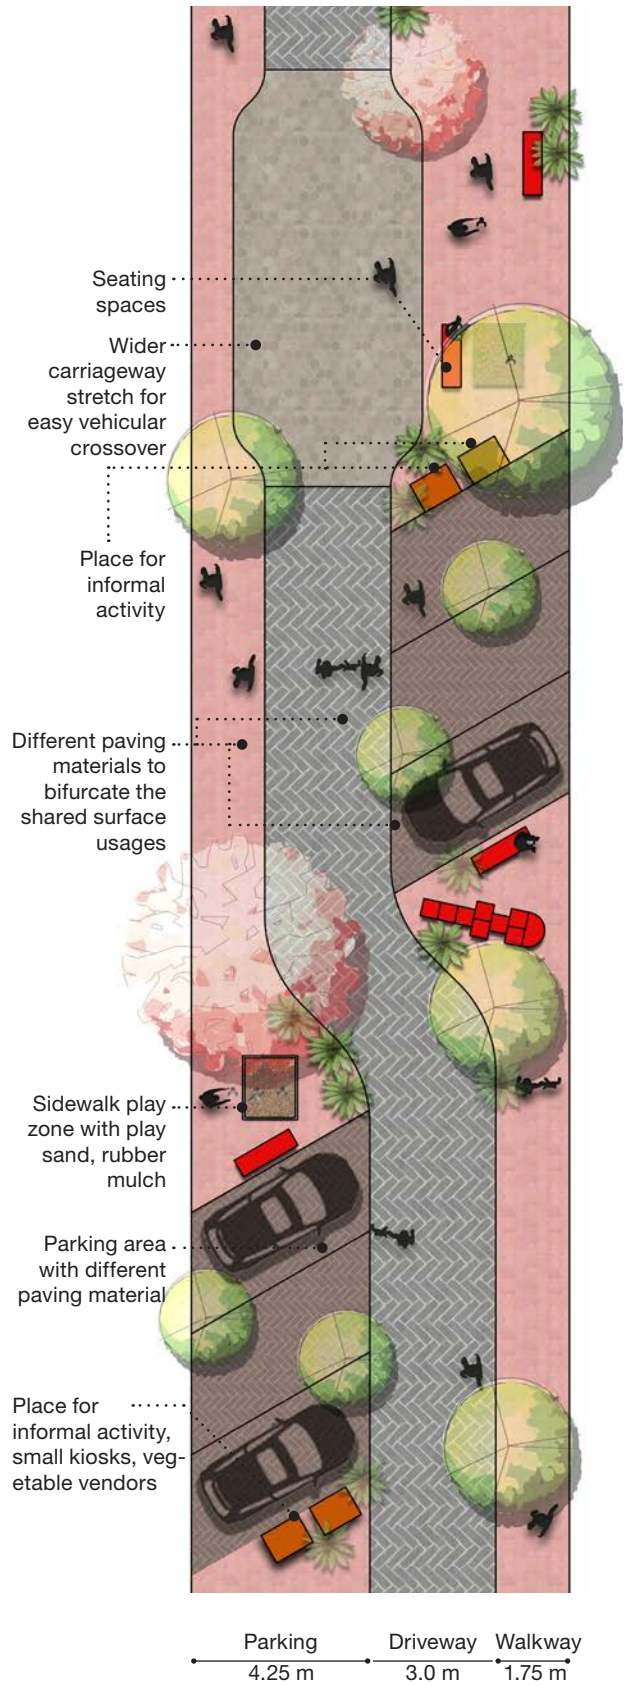 Seating
spaces
Wider
carriageway
stretch for
easy vehicular
crossover
Place for
informal
activity
Different paving
materials to
bifurcate the
shared surface
usages
Sidewalk play
zone with play
sand, rubber
mulch
Parking area
with different
paving material
Place for
informal activity,
small kiosks, veg-
etable vendors
Parking Driveway Walkway
4.25 m 3.0 m 1.75 m